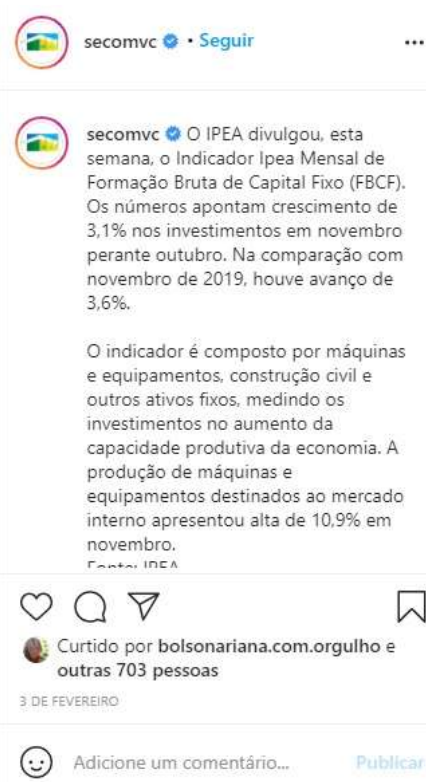 secomvc • Seguir
secomvc O IPEA divulgou, esta
semana, o Indicador Ipea Mensal de
Formação Bruta de Capital Fixo (FBCF).
Os números apontam crescimento de
3,1% nos investimentos em novembro
perante outubro. Na comparação com
novembro de 2019, houve avanço de
3,6%.
O indicador é composto por máquinas
e equipamentos, construção civil e
outros ativos fixos, medindo os
investimentos no aumento da
capacidade produtiva da economia. A
produção de máquinas e
equipamentos destinados ao mercado
interno apresentou alta de 10,9% em
novembro.
Fonte: IPEA
Curtido por bolsonariana.com.orgulho e
outras 703 pessoas
3 DE FEVEREIRO
Adicione um comentário... Publicar